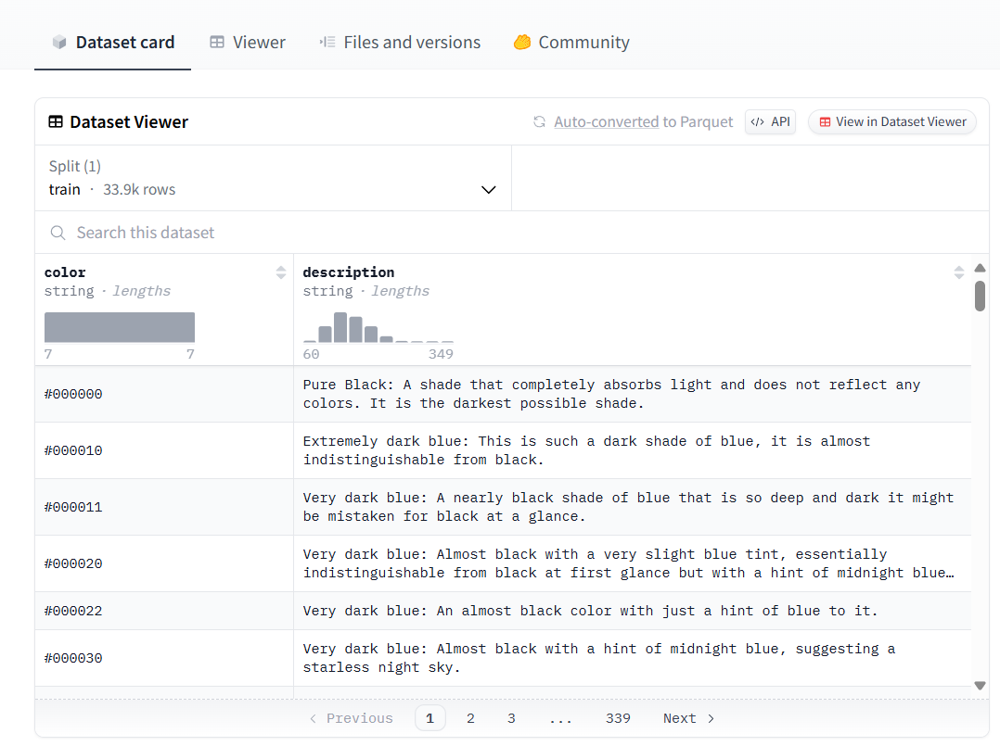 Dataset card Viewer Files and versions Community
Dataset Viewer Auto-converted to Parquet </> API View in Dataset Viewer
Split (1)
train · 33.9k rows
Search this dataset
color description
string · lengths string · lengths
7 7 60 349
#000000
Pure Black: A shade that completely absorbs light and does not reflect any
colors. It is the darkest possible shade.
#000010
Extremely dark blue: This is such a dark shade of blue, it is almost
indistinguishable from black.
#000011
Very dark blue: A nearly black shade of blue that is so deep and dark it might
be mistaken for black at a glance.
#000020
Very dark blue: Almost black with a very slight blue tint, essentially
indistinguishable from black at first glance but with a hint of midnight blue…
#000022
Very dark blue: An almost black color with just a hint of blue to it.
#000030
Very dark blue: Almost black with a hint of midnight blue, suggesting a
starless night sky.
< Previous 1 2 3 ... 339 Next >